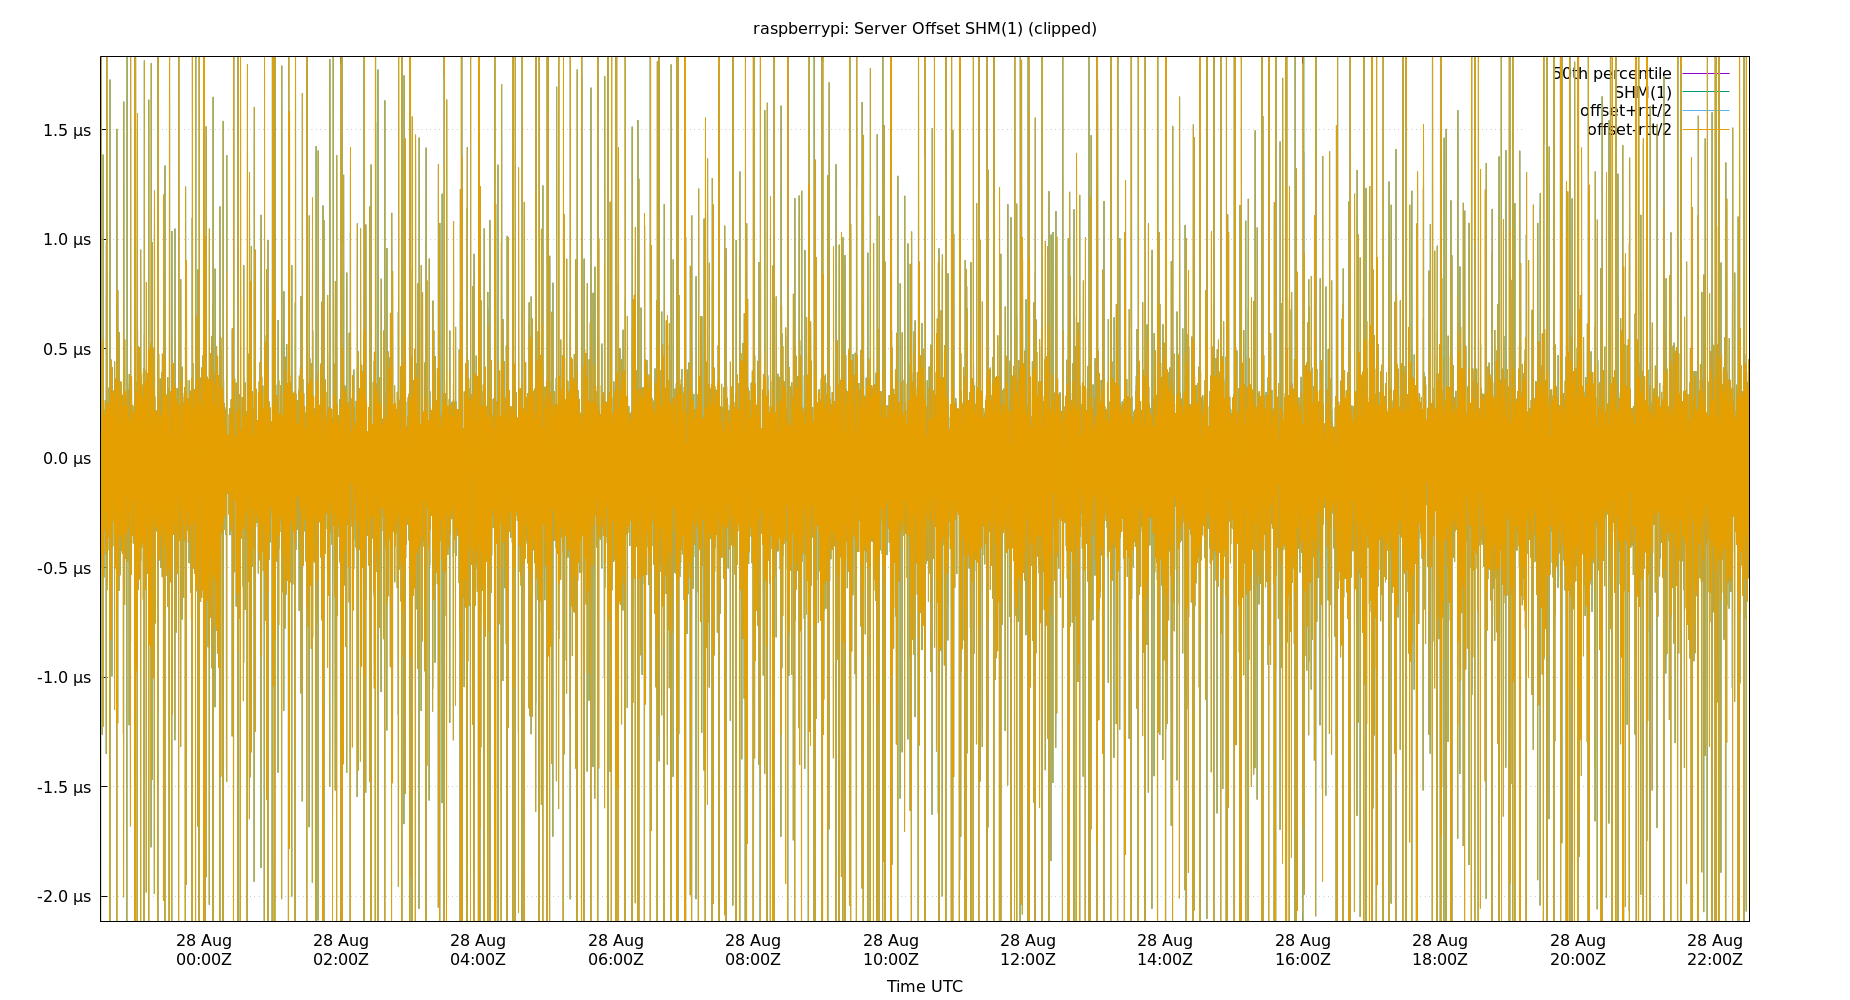 raspberrypi: Server Offset SHM(1) (clipped)
50th percentile
SHM(1)
offset+rtt/2
offset-rtt/2
1.5 µs
1.0 µs
0.5 µs
0.0 µs
-0.5 µs
-1.0 µs
-1.5 µs
-2.0 µs
28 Aug 28 Aug 28 Aug 28 Aug 28 Aug 28 Aug 28 Aug 28 Aug 28 Aug 28 Aug 28 Aug 28 Aug
00:00Z 02:00Z 04:00Z 06:00Z 08:00Z 10:00Z 12:00Z 14:00Z 16:00Z 18:00Z 20:00Z 22:00Z
Time UTC